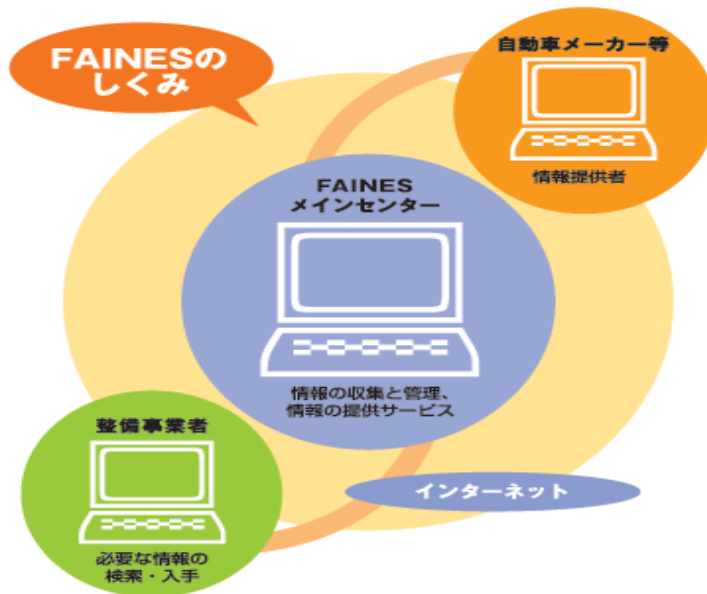 FAINESの
しくみ
自動車メーカー等
情報提供者
FAINES
メインセンター
情報の収集と管理、
情報の提供サービス
整備事業者
必要な情報の
検索・入手
インターネット